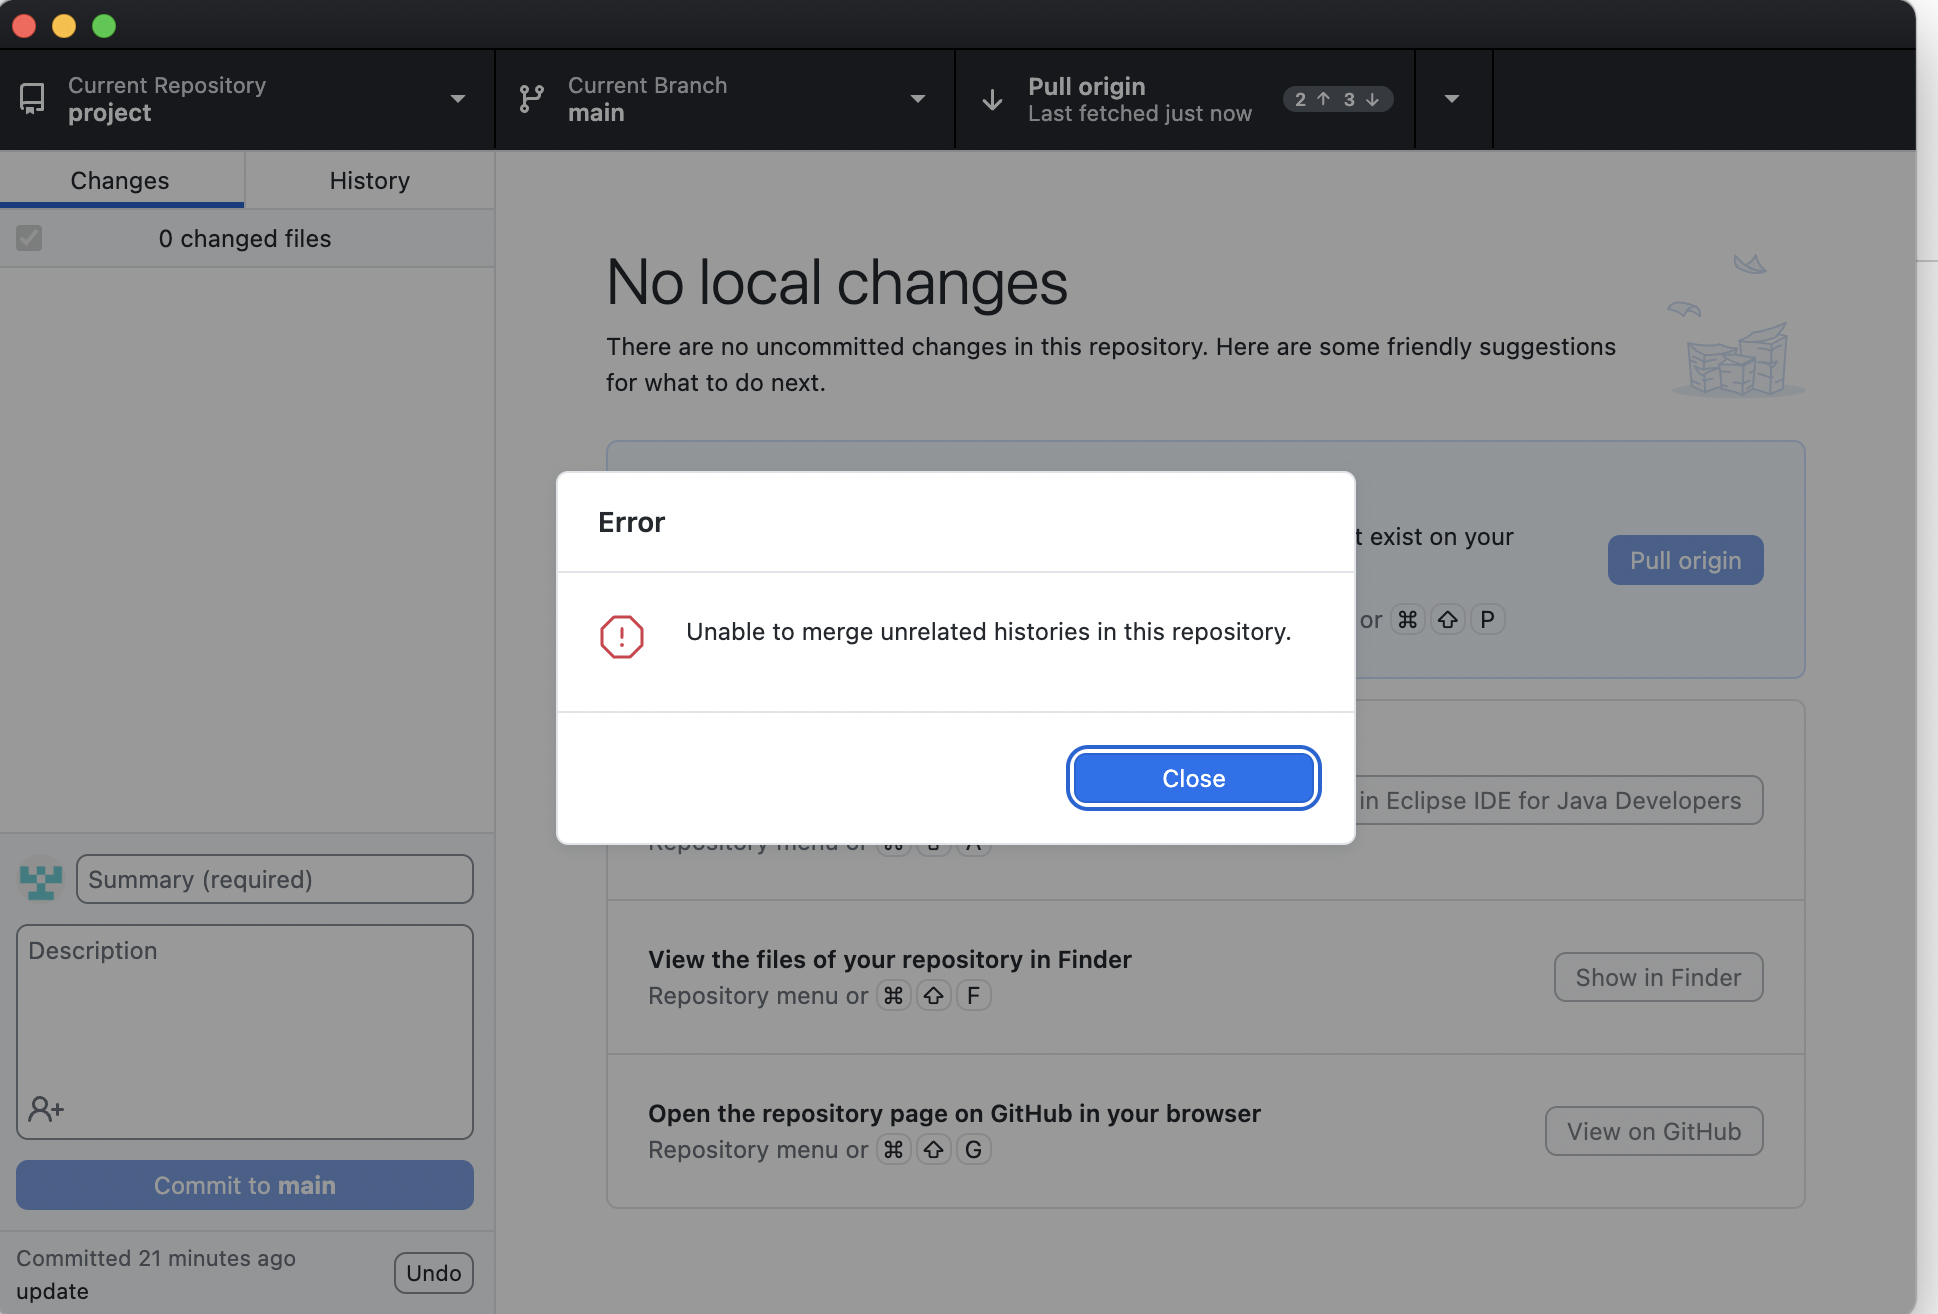 Current Repository
project
Current Branch
main
Pull origin
Last fetched just now
2 ↑ 3 ↓
Changes
History
0 changed files
No local changes
There are no uncommitted changes in this repository. Here are some friendly suggestions
for what to do next.
t exist on your
Pull origin
or ⌘ ⇧ P
Error
Unable to merge unrelated histories in this repository.
Close
in Eclipse IDE for Java Developers
Repository menu or ⌘ ⇧ A
View the files of your repository in Finder
Repository menu or ⌘ ⇧ F
Show in Finder
Open the repository page on GitHub in your browser
Repository menu or ⌘ ⇧ G
View on GitHub
Summary (required)
Description
Commit to main
Committed 21 minutes ago
update
Undo